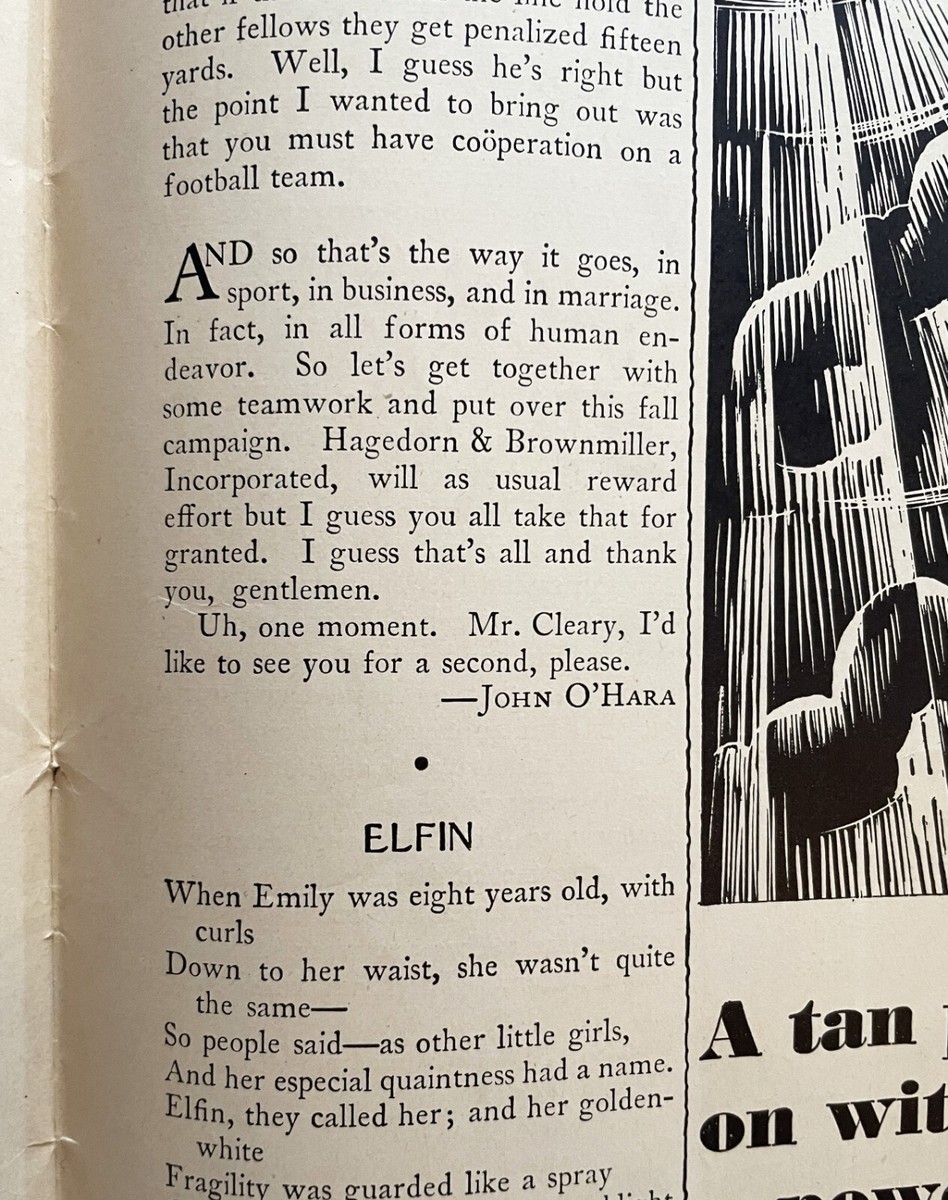 hold the
other fellows they get penalized fifteen
yards. Well, I guess he's right but
the point I wanted to bring out was
that you must have coöperation on a
football team.
AND so that's the way it goes, in
sport, in business, and in marriage.
In fact, in all forms of human en-
deavor. So let's get together with
some teamwork and put over this fall
campaign. Hagedorn & Brownmiller,
Incorporated, will as usual reward
effort but I guess you all take that for
granted. I guess that's all and thank
you, gentlemen.
Uh, one moment. Mr. Cleary, I'd
like to see you for a second, please.
—JOHN O'HARA
•
ELFIN
When Emily was eight years old, with
curls
Down to her waist, she wasn't quite
the same—
So people said—as other little girls,
And her especial quaintness had a name.
Elfin, they called her; and her golden-
white
Fragility was guarded like a spray
A tan
on wit